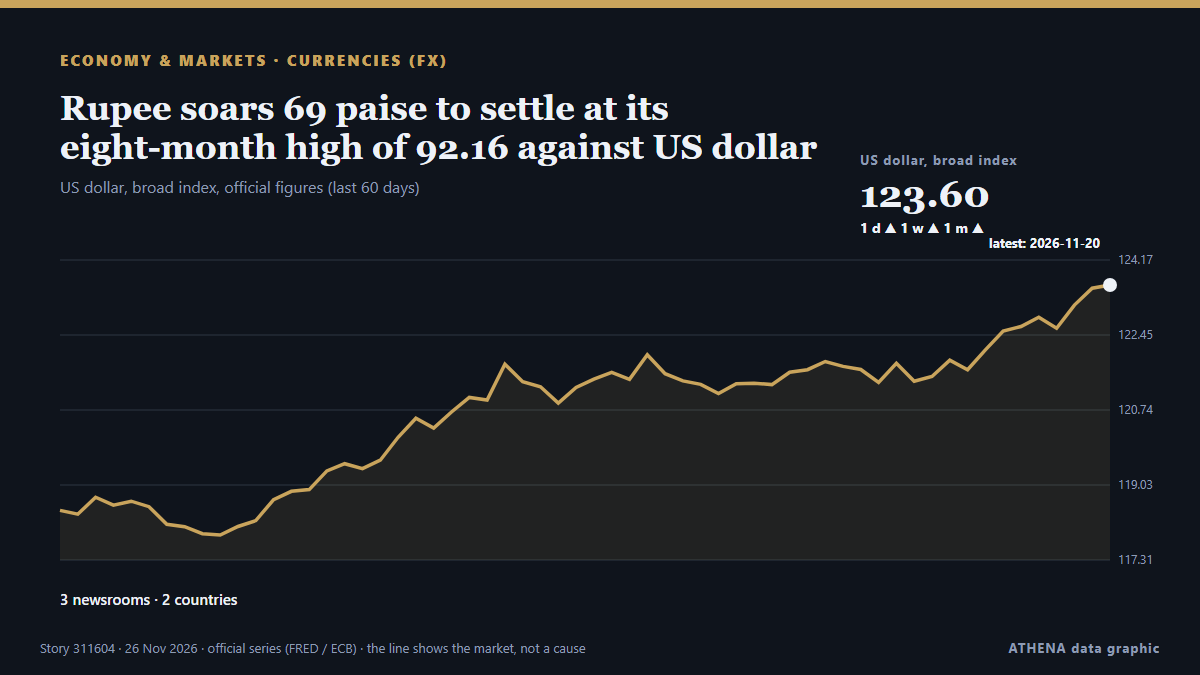 ECONOMY & MARKETS · CURRENCIES (FX)
Rupee soars 69 paise to settle at its
eight-month high of 92.16 against US dollar
US dollar, broad index, official figures (last 60 days)
US dollar, broad index
123.60
1 d ▲ 1 w ▲ 1 m ▲
latest: 2026-11-20
124.17
122.45
120.74
119.03
117.31
3 newsrooms · 2 countries
Story 311604 · 26 Nov 2026 · official series (FRED / ECB) · the line shows the market, not a cause
ATHENA data graphic